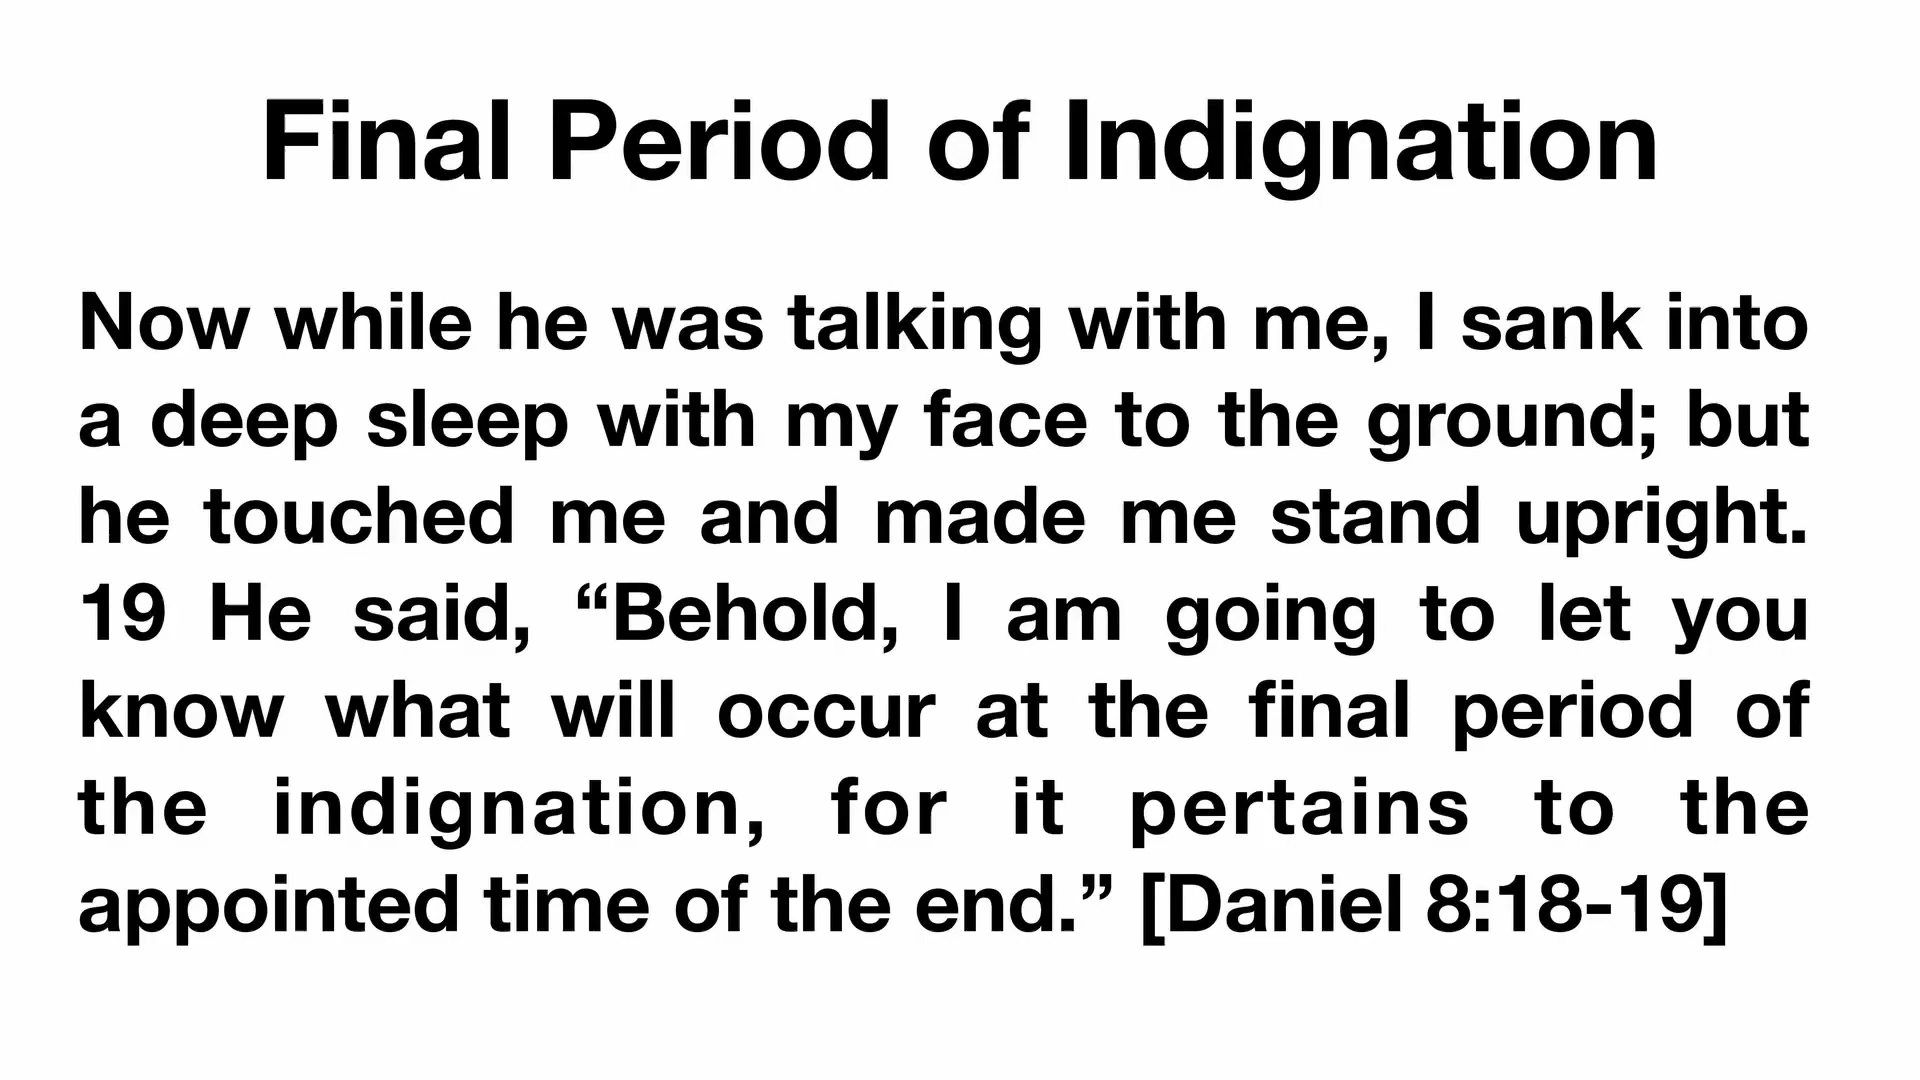 Final Period of Indignation
Now while he was talking with me, I sank into
a deep sleep with my face to the ground; but
he touched me and made me stand upright.
19 He said, “Behold, I am going to let you
know what will occur at the final period of
the indignation, for it pertains to the
appointed time of the end.” [Daniel 8:18-19]